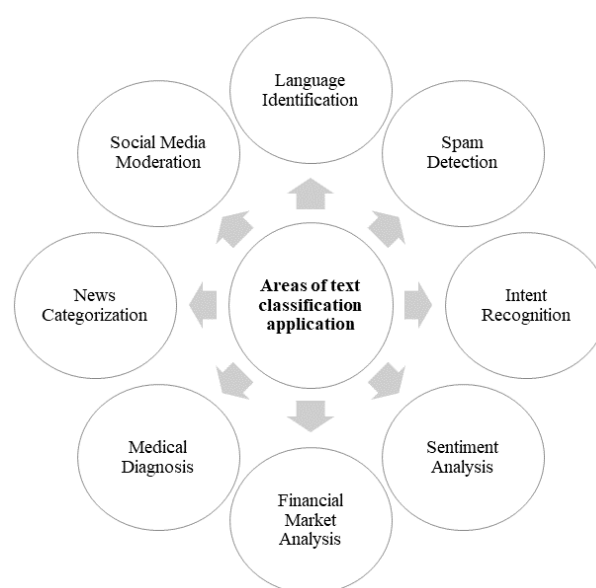 Language
Identification
Social Media
Moderation
Spam
Detection
News
Categorization
Areas of text
classification
application
Intent
Recognition
Medical
Diagnosis
Sentiment
Analysis
Financial
Market
Analysis